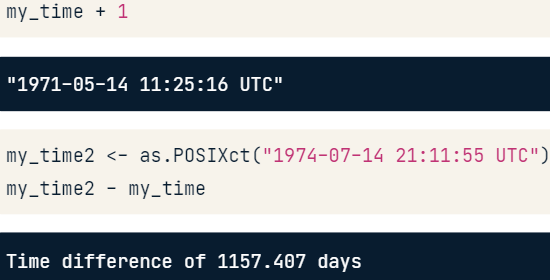 my_time + 1
"1971-05-14 11:25:16 UTC"
my_time2 <- as.POSIXct("1974-07-14 21:11:55 UTC")
my_time2 - my_time
Time difference of 1157.407 days